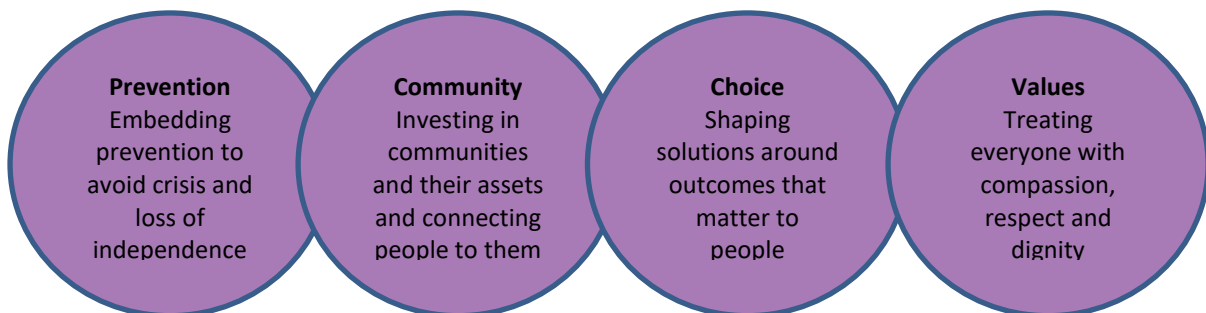 Prevention
Embedding
prevention to
avoid crisis and
loss of
independence
Community
Investing in
communities
and their assets
and connecting
people to them
Choice
Shaping
solutions around
outcomes that
matter to
people
Values
Treating
everyone with
compassion,
respect and
dignity